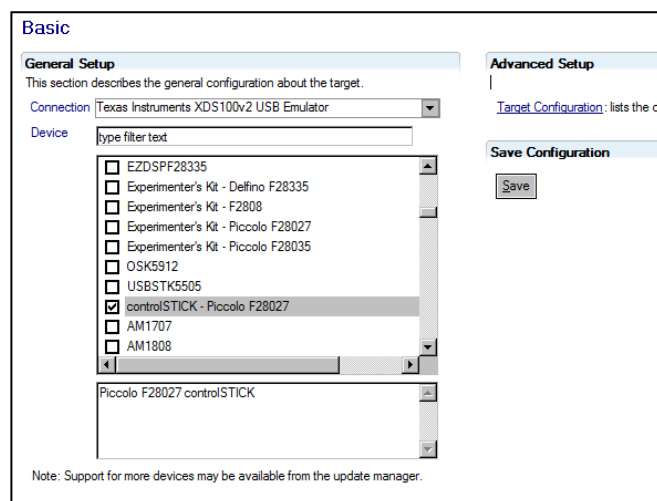 Basic
General Setup
This section describes the general configuration about the target.
Connection Texas Instruments XDS100v2 USB Emulator
Device type filter text
EZDSPF28335
Experimenter's Kit - Delfino F28335
Experimenter's Kit - F2808
Experimenter's Kit - Piccolo F28027
Experimenter's Kit - Piccolo F28035
OSK5912
USBSTK5505
controlSTICK - Piccolo F28027
AM1707
AM1808
Piccolo F28027 controlSTICK
Note: Support for more devices may be available from the update manager.
Advanced Setup
Target Configuration: lists the
Save Configuration
Save